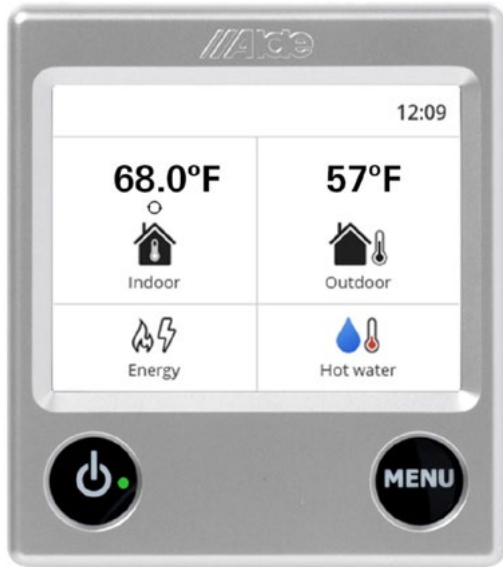 Alde
12:09
68.0°F
57°F
Indoor
Outdoor
Energy
Hot water
MENU